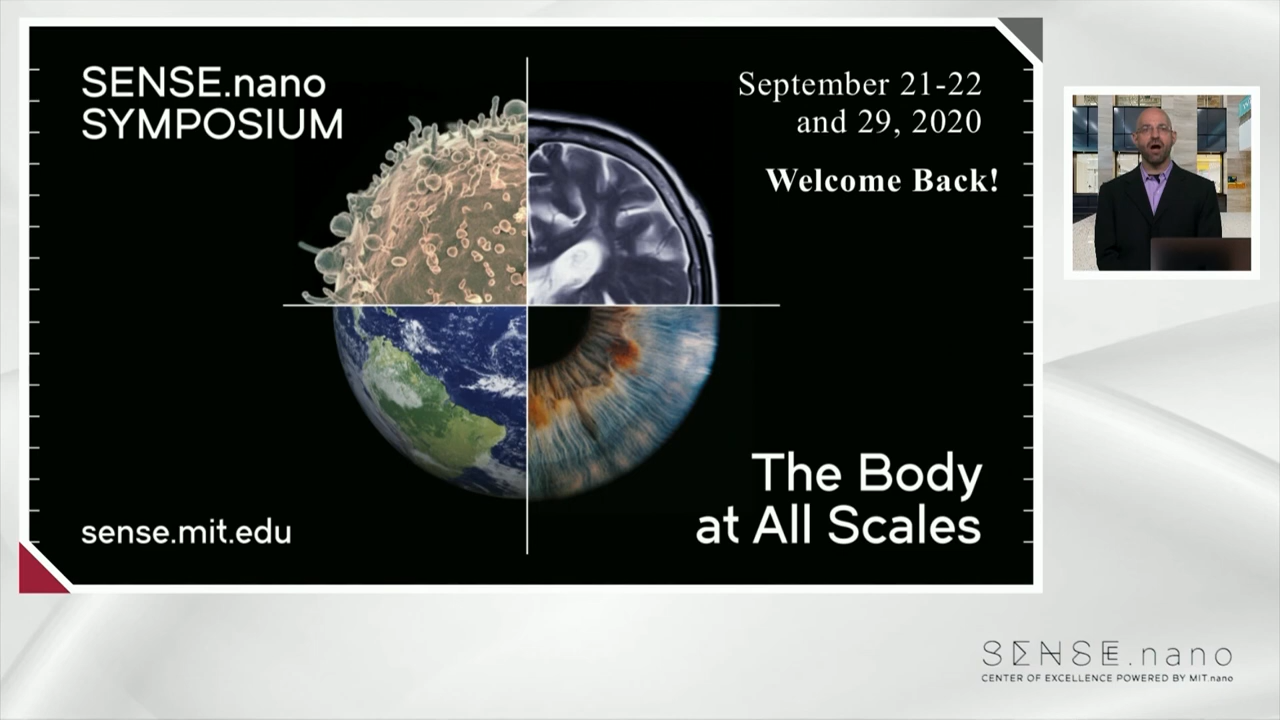 SENSE.nano
SYMPOSIUM
September 21-22
and 29, 2020
Welcome Back!
The Body
at All Scales
sense.mit.edu
SENSE.nano
CENTER OF EXCELLENCE POWERED BY MIT.nano